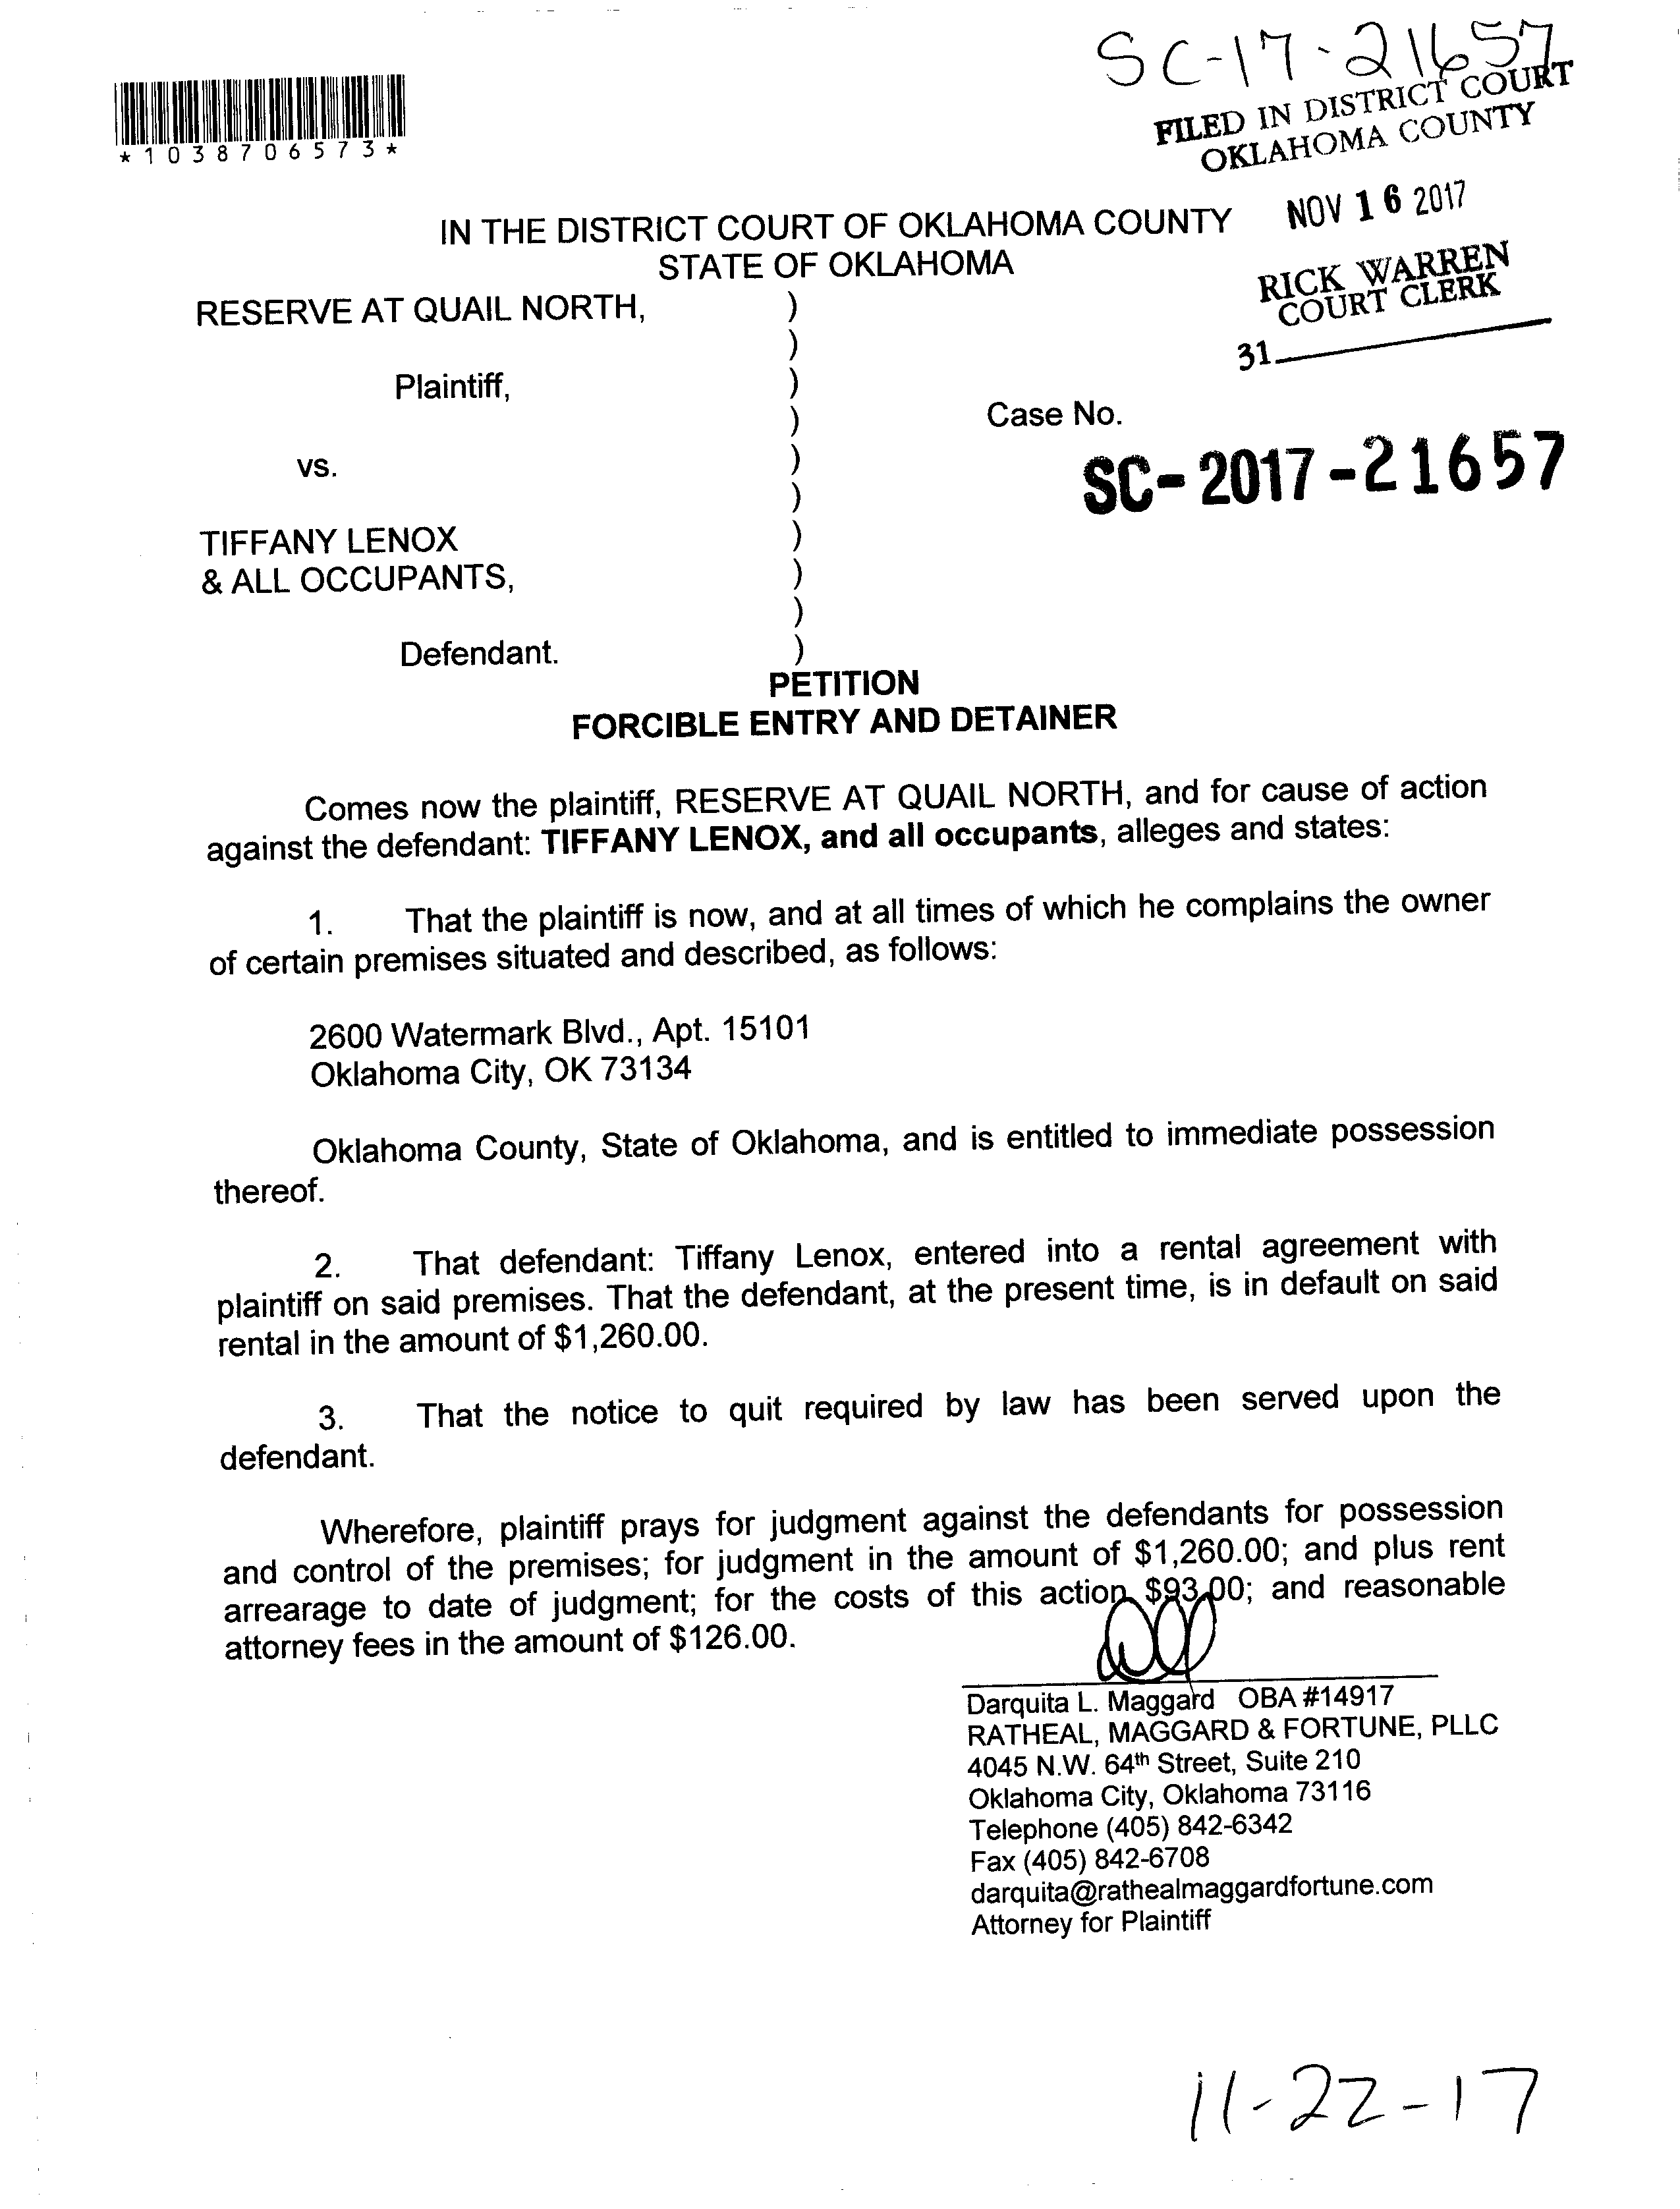 SC-17-21657
FILED IN DISTRICT COURT
OKLAHOMA COUNTY
*1038706573*
NOV 16 2017
IN THE DISTRICT COURT OF OKLAHOMA COUNTY
STATE OF OKLAHOMA
RICK WARREN
COURT CLERK
31
RESERVE AT QUAIL NORTH, )
)
Plaintiff, )
) Case No.
vs. ) SC-2017-21657
)
TIFFANY LENOX )
& ALL OCCUPANTS, )
)
Defendant. )
PETITION
FORCIBLE ENTRY AND DETAINER
Comes now the plaintiff, RESERVE AT QUAIL NORTH, and for cause of action
against the defendant: TIFFANY LENOX, and all occupants, alleges and states:
1. That the plaintiff is now, and at all times of which he complains the owner
of certain premises situated and described, as follows:
2600 Watermark Blvd., Apt. 15101
Oklahoma City, OK 73134
Oklahoma County, State of Oklahoma, and is entitled to immediate possession
thereof.
2. That defendant: Tiffany Lenox, entered into a rental agreement with
plaintiff on said premises. That the defendant, at the present time, is in default on said
rental in the amount of $1,260.00.
3. That the notice to quit required by law has been served upon the
defendant.
Wherefore, plaintiff prays for judgment against the defendants for possession
and control of the premises; for judgment in the amount of $1,260.00; and plus rent
arrearage to date of judgment; for the costs of this action, $93.00; and reasonable
attorney fees in the amount of $126.00.
Darquita L. Maggard OBA #14917
RATHEAL, MAGGARD & FORTUNE, PLLC
4045 N.W. 64th Street, Suite 210
Oklahoma City, Oklahoma 73116
Telephone (405) 842-6342
Fax (405) 842-6708
darquita@rathealmaggardfortune.com
Attorney for Plaintiff
11-22-17